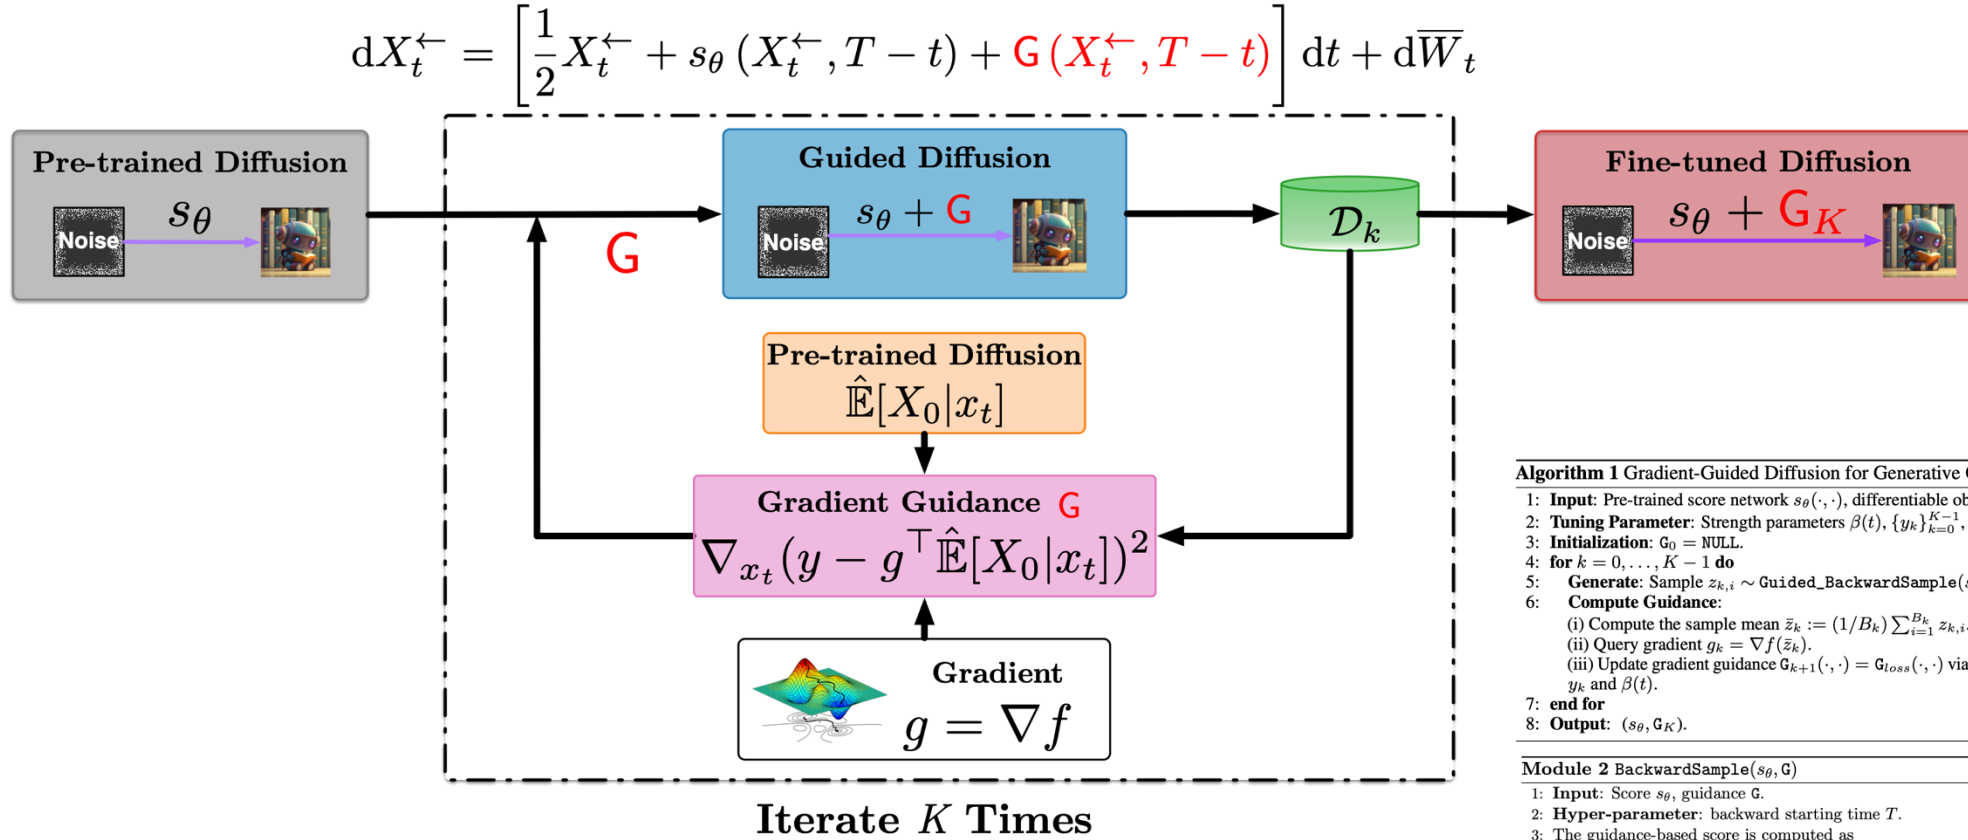 dX_t^← = [1/2 X_t^← + s_θ (X_t^←, T − t) + G (X_t^←, T − t)] dt + dW̅_t
Pre-trained Diffusion
s_θ
Noise
G
Guided Diffusion
s_θ + G
Noise
𝒟_k
Fine-tuned Diffusion
s_θ + G_K
Noise
Pre-trained Diffusion
𝔼̂[X_0|x_t]
Gradient Guidance G
∇_{x_t}(y − g^⊤𝔼̂[X_0|x_t])^2
Gradient
g = ∇f
Iterate K Times
Algorithm 1 Gradient-Guided Diffusion for Generative
1: Input: Pre-trained score network s_θ(·,·), differentiable
2: Tuning Parameter: Strength parameters β(t), {y_k}_{k=0}^{K−1},
3: Initialization: G_0 = NULL.
4: for k = 0, . . . , K − 1 do
5: Generate: Sample z_{k,i} ∼ Guided_BackwardSample(
6: Compute Guidance:
(i) Compute the sample mean z̄_k := (1/B_k) ∑_{i=1}^{B_k} z_{k,i}.
(ii) Query gradient g_k = ∇f(z̄_k).
(iii) Update gradient guidance G_{k+1}(·,·) = G_{loss}(·,·) via
y_k and β(t).
7: end for
8: Output: (s_θ, G_K).
Module 2 BackwardSample(s_θ, G)
1: Input: Score s_θ, guidance G.
2: Hyper-parameter: backward starting time T.
3: The guidance-based score is computed as